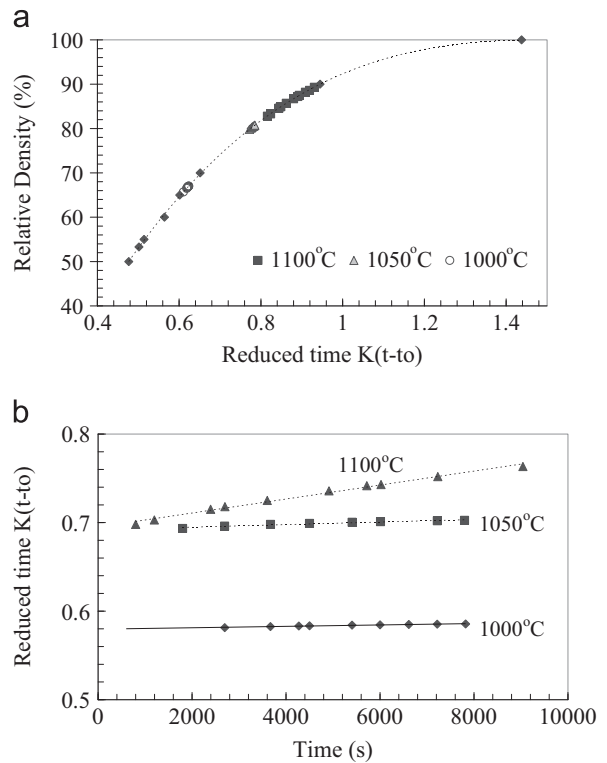 a
100
90
80
70
60
50
40
Relative Density (%)
1100°C 1050°C 1000°C
0.4 0.6 0.8 1 1.2 1.4
Reduced time K(t-to)
b
0.8
0.7
0.6
0.5
Reduced time K(t-to)
1100°C
1050°C
1000°C
0 2000 4000 6000 8000 10000
Time (s)